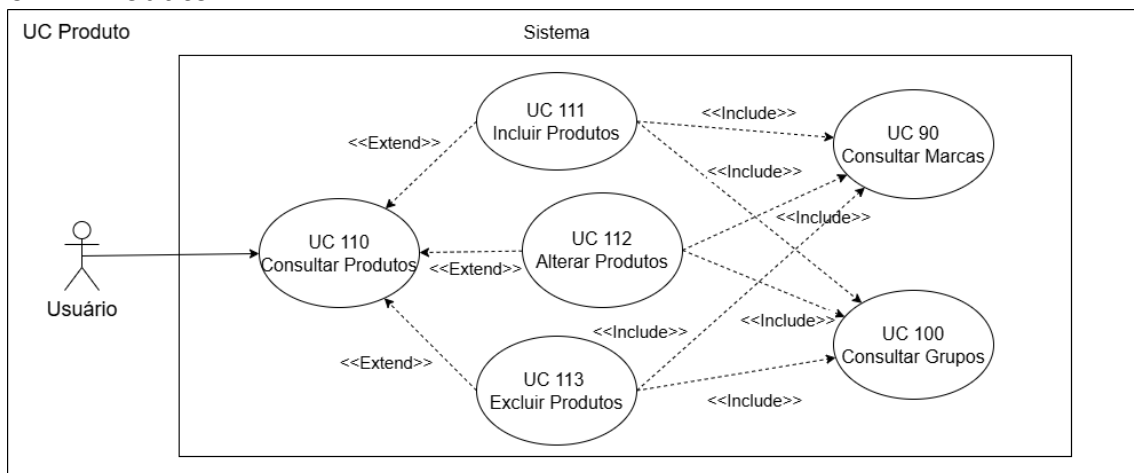 UC Produto
Sistema
UC 111
Incluir Produtos
<<Include>>
UC 90
Consultar Marcas
<<Extend>>
<<Include>>
UC 110
Consultar Produtos
UC 112
Alterar Produtos
<<Include>>
<<Extend>>
Usuário
<<Include>>
<<Include>>
UC 100
Consultar Grupos
<<Extend>>
UC 113
Excluir Produtos
<<Include>>